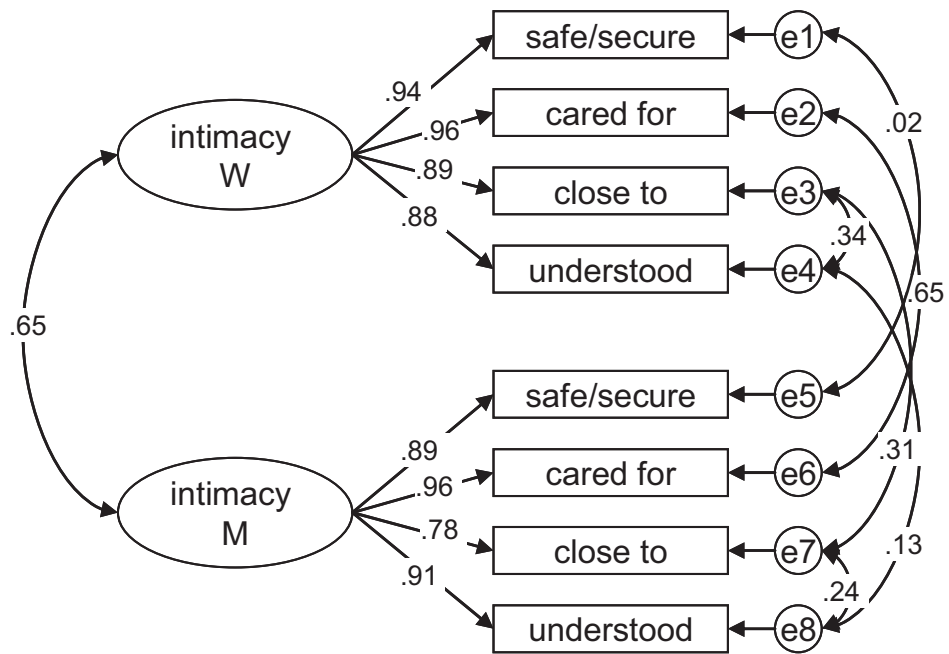 safe/secure
e1
.94
cared for
e2
.02
intimacy
W
.96
.89
close to
e3
.88
.34
understood
e4
.65
.65
safe/secure
e5
.89
cared for
e6
.31
intimacy
M
.96
.78
close to
e7
.13
.91
.24
understood
e8